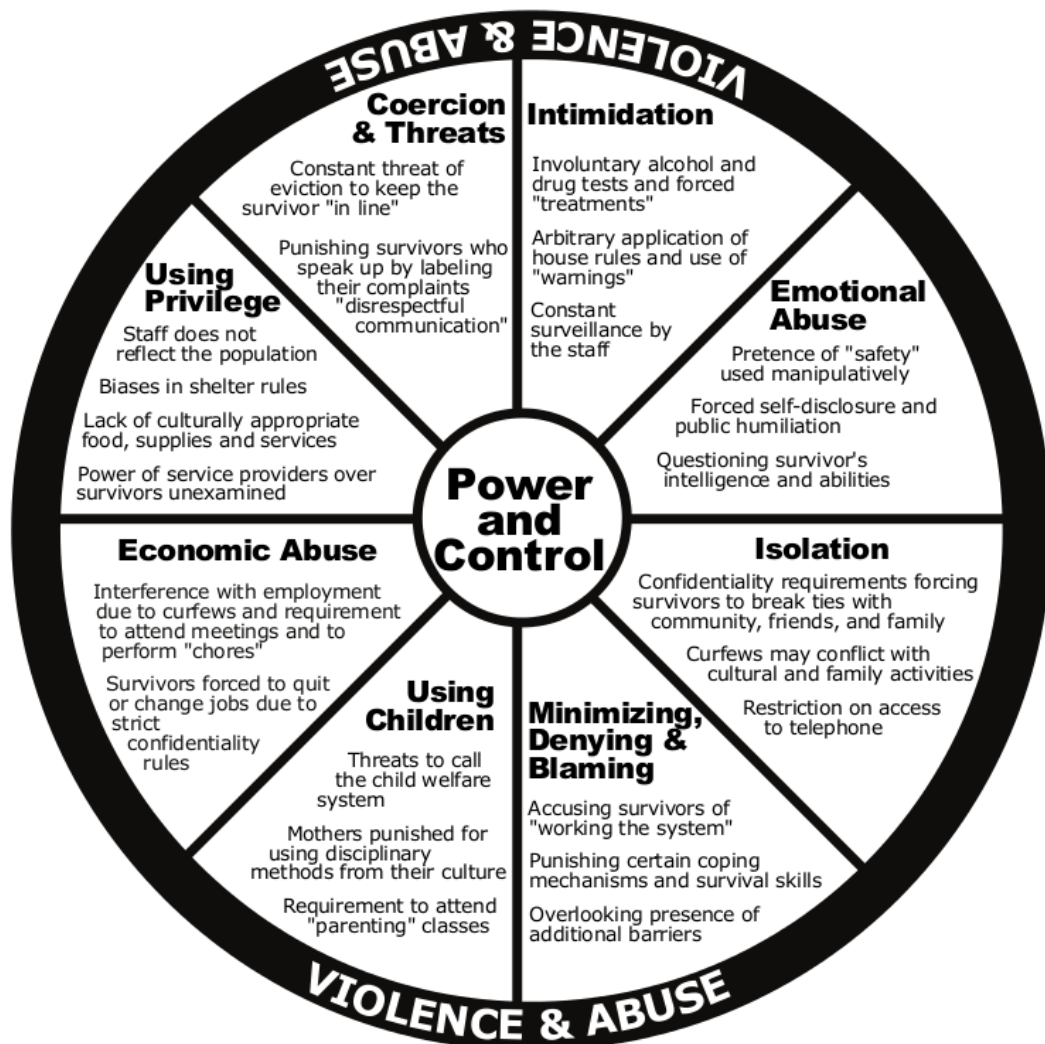 VIOLENCE & ABUSE
Coercion
& Threats
Constant threat of
eviction to keep the
survivor "in line"
Punishing survivors who
speak up by labeling
their complaints
"disrespectful
communication"
Intimidation
Involuntary alcohol and
drug tests and forced
"treatments"
Arbitrary application of
house rules and use of
"warnings"
Constant
surveillance by
the staff
Emotional
Abuse
Pretence of "safety"
used manipulatively
Forced self-disclosure and
public humiliation
Questioning survivor's
intelligence and abilities
Isolation
Confidentiality requirements forcing
survivors to break ties with
community, friends, and family
Curfews may conflict with
cultural and family activities
Restriction on access
to telephone
Minimizing,
Denying &
Blaming
Accusing survivors of
"working the system"
Punishing certain coping
mechanisms and survival skills
Overlooking presence of
additional barriers
Using
Children
Threats to call
the child welfare
system
Mothers punished for
using disciplinary
methods from their culture
Requirement to attend
"parenting" classes
Economic Abuse
Interference with employment
due to curfews and requirement
to attend meetings and to
perform "chores"
Survivors forced to quit
or change jobs due to
strict
confidentiality
rules
Using
Privilege
Staff does not
reflect the population
Biases in shelter rules
Lack of culturally appropriate
food, supplies and services
Power of service providers over
survivors unexamined
Power
and
Control
VIOLENCE & ABUSE